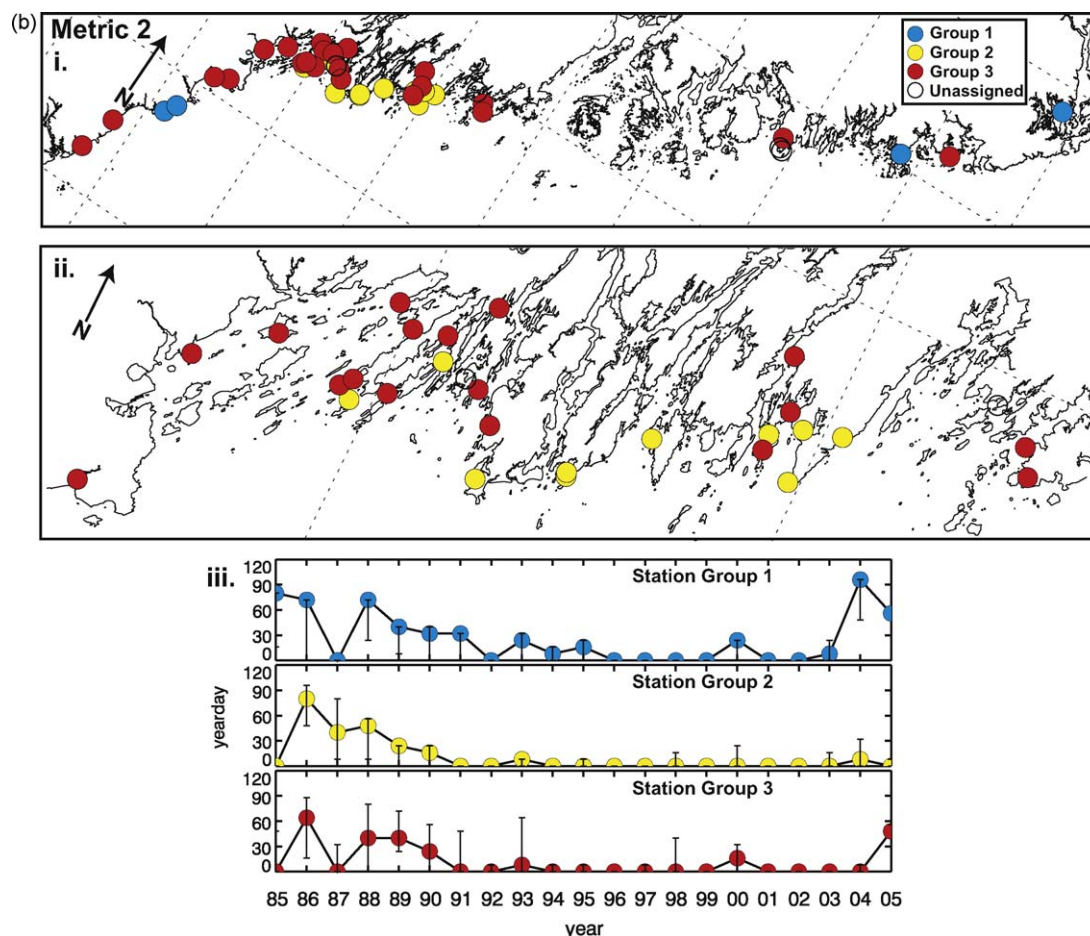 (b)
Metric 2
i.
N
Group 1
Group 2
Group 3
Unassigned
ii.
N
iii.
Station Group 1
120
90
60
30
0
Station Group 2
120
90
60
30
0
yearday
Station Group 3
120
90
60
30
0
85 86 87 88 89 90 91 92 93 94 95 96 97 98 99 00 01 02 03 04 05
year